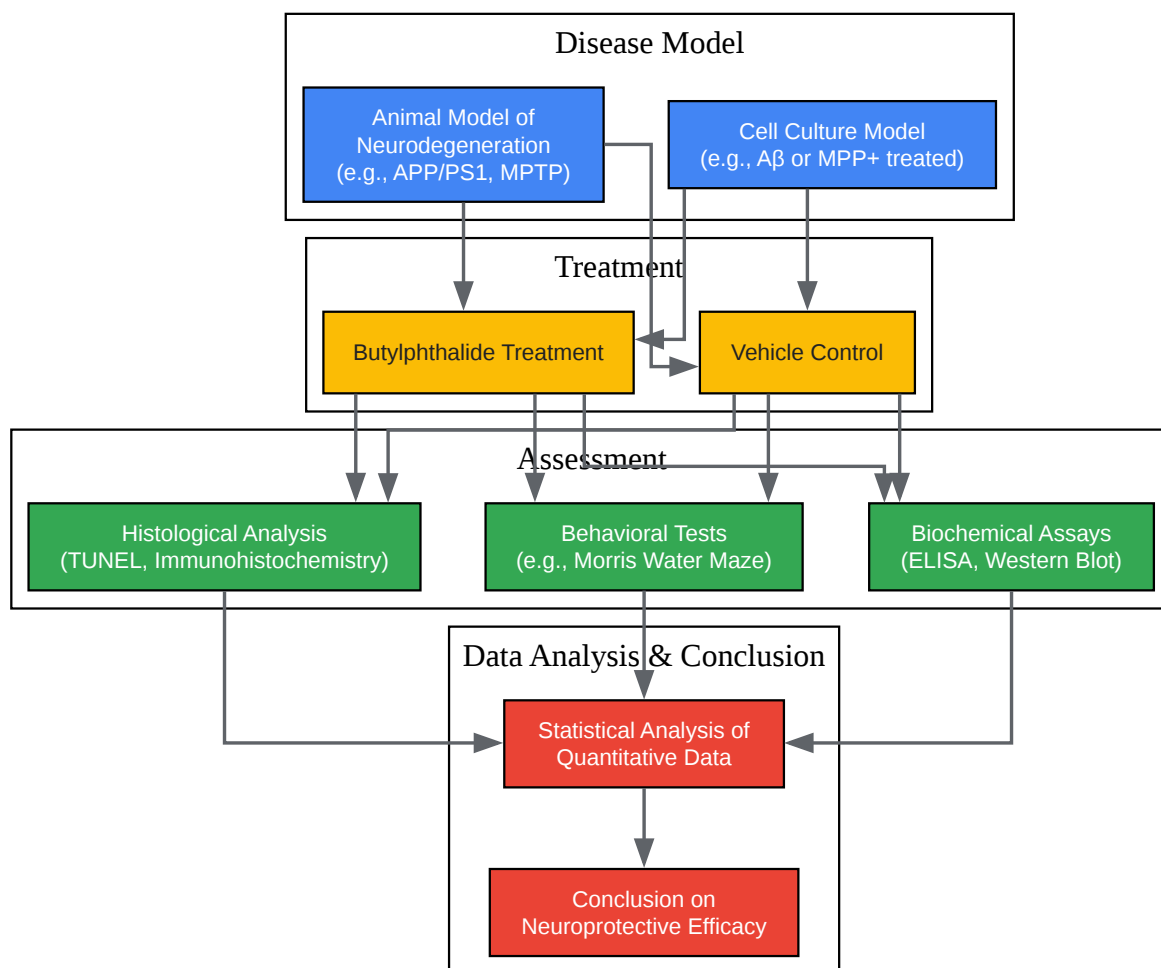 Disease Model
Animal Model of
Neurodegeneration
(e.g., APP/PS1, MPTP)
Cell Culture Model
(e.g., Aβ or MPP+ treated)
Treatment
Butylphthalide Treatment
Vehicle Control
Assessment
Histological Analysis
(TUNEL, Immunohistochemistry)
Behavioral Tests
(e.g., Morris Water Maze)
Biochemical Assays
(ELISA, Western Blot)
Data Analysis & Conclusion
Statistical Analysis of
Quantitative Data
Conclusion on
Neuroprotective Efficacy